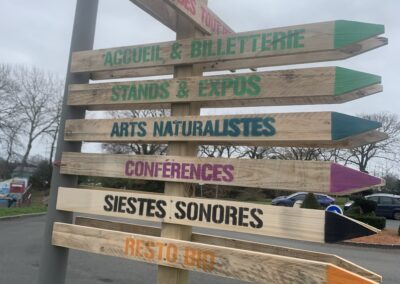 ACCUEIL & BILLETTERIE
STANDS & EXPOS
ARTS NATURALISTES
CONFÉRENCES
SIESTES SONORES
RESTO BIO